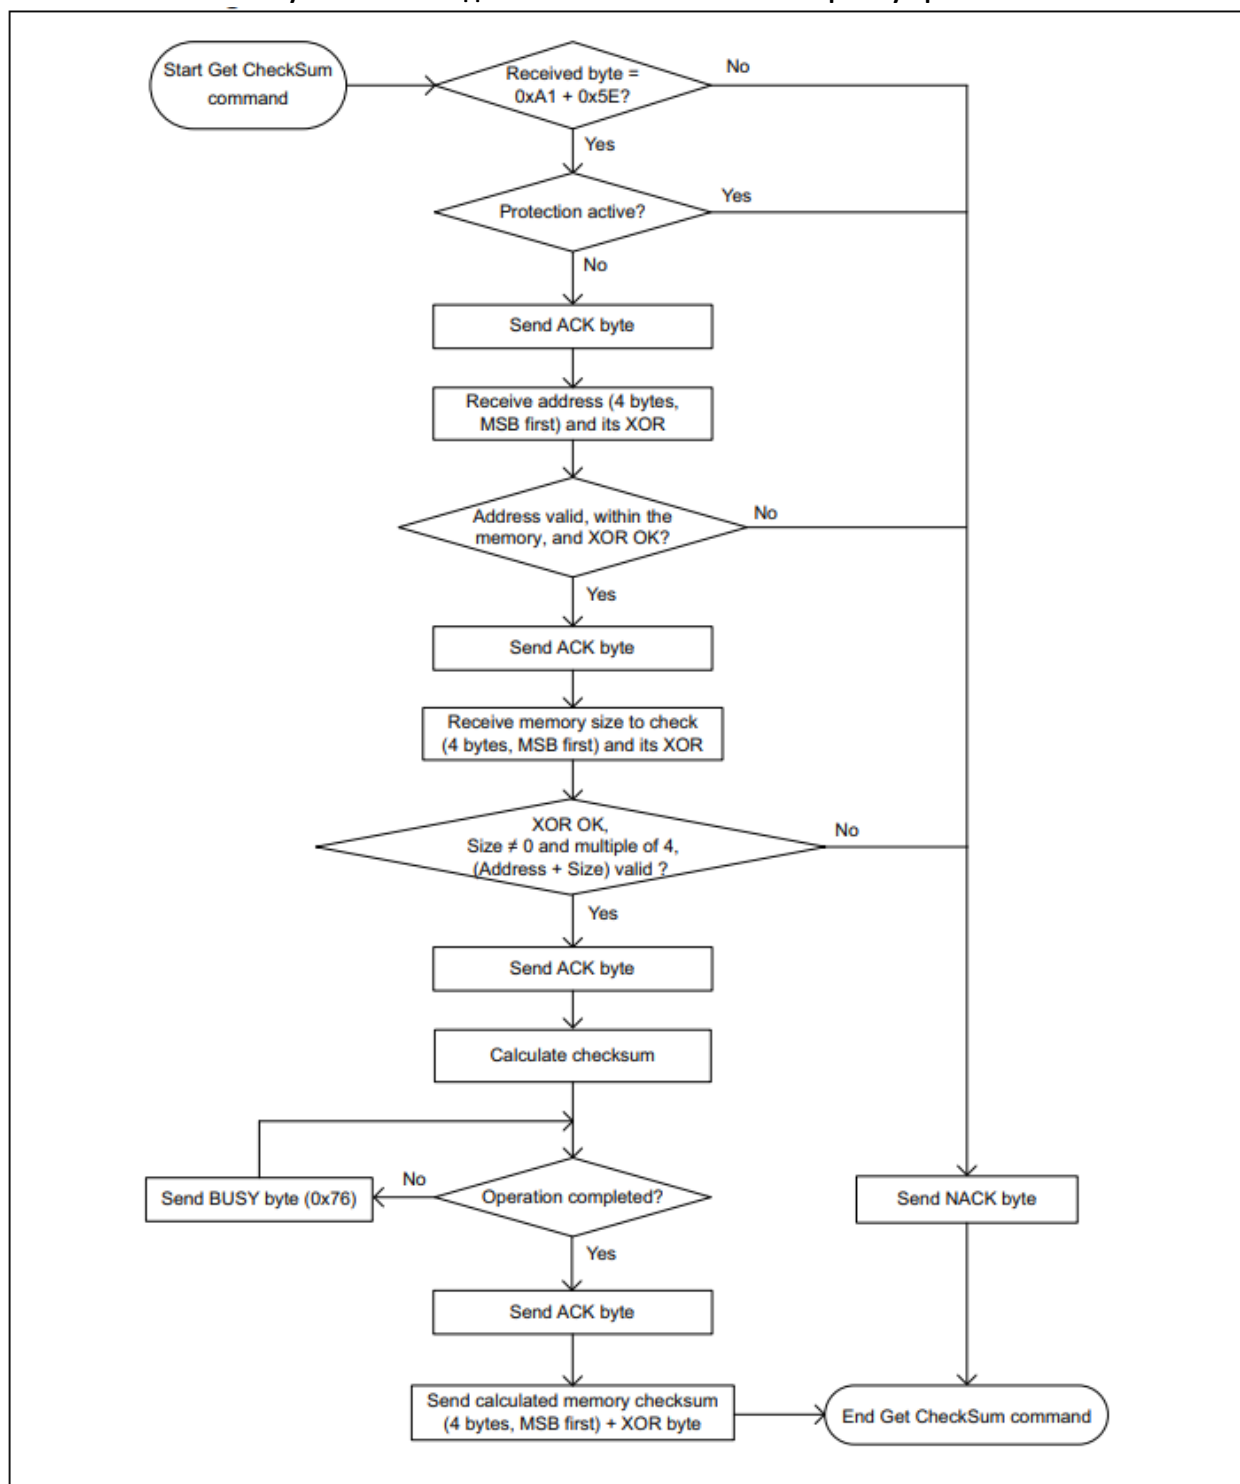 Start Get CheckSum
command
Received byte =
0xA1 + 0x5E?
No
Yes
Protection active?
Yes
No
Send ACK byte
Receive address (4 bytes,
MSB first) and its XOR
Address valid, within the
memory, and XOR OK?
No
Yes
Send ACK byte
Receive memory size to check
(4 bytes, MSB first) and its XOR
XOR OK,
Size ≠ 0 and multiple of 4,
(Address + Size) valid ?
No
Yes
Send ACK byte
Calculate checksum
Send BUSY byte (0x76)
No
Operation completed?
Send NACK byte
Yes
Send ACK byte
Send calculated memory checksum
(4 bytes, MSB first) + XOR byte
End Get CheckSum command